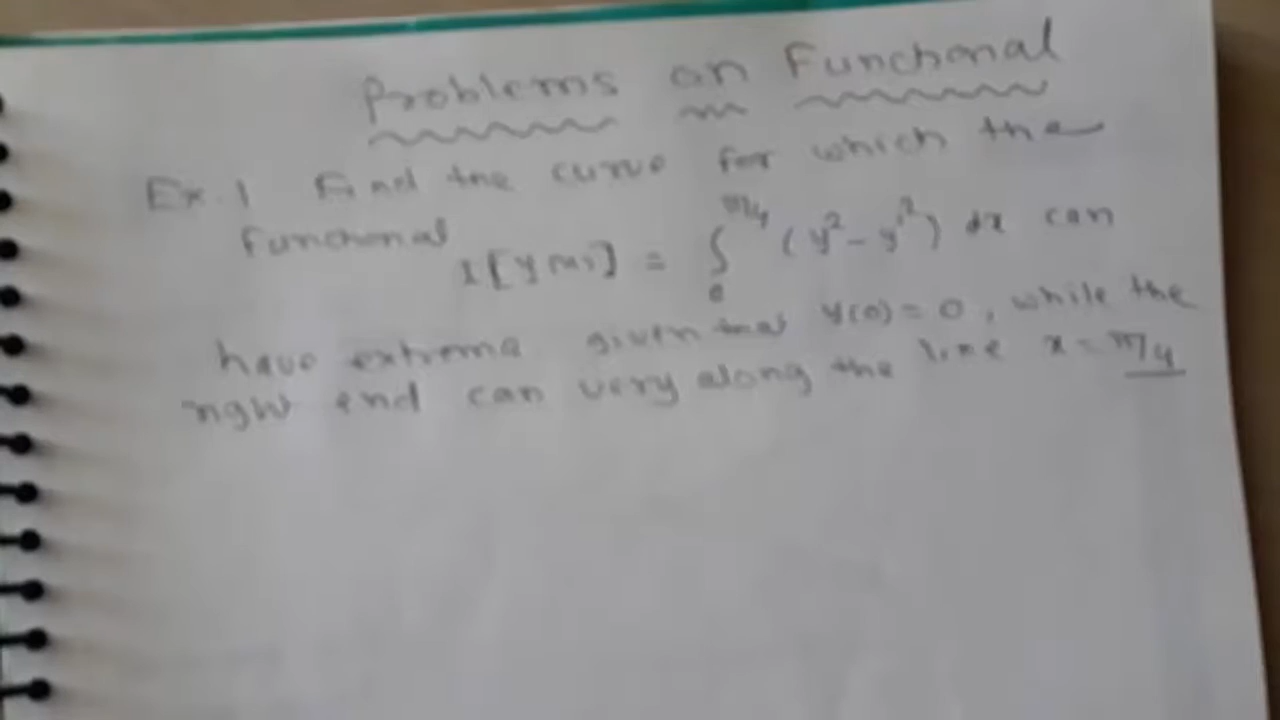 Problems on Functional
Ex.1 Find the curve for which the
functional
I[y(x)] = ∫₀^π/4 (y² - y'²) dx can
have extrema given that y(0) = 0, while the
right end can very along the line x = π/4